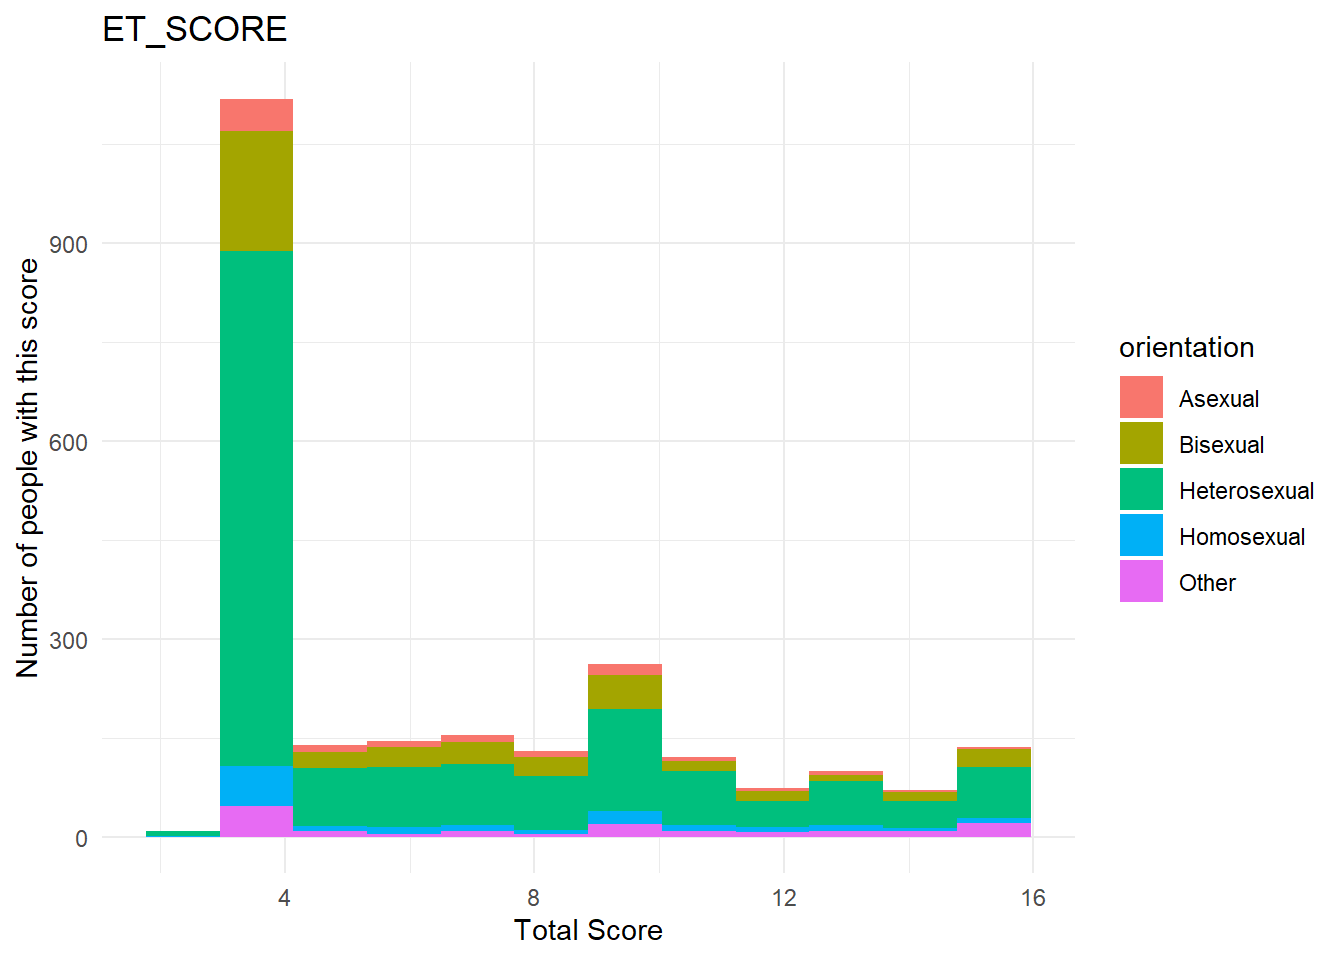 ET_SCORE
Number of people with this score
900
600
300
0
4 8 12 16
Total Score
orientation
Asexual
Bisexual
Heterosexual
Homosexual
Other